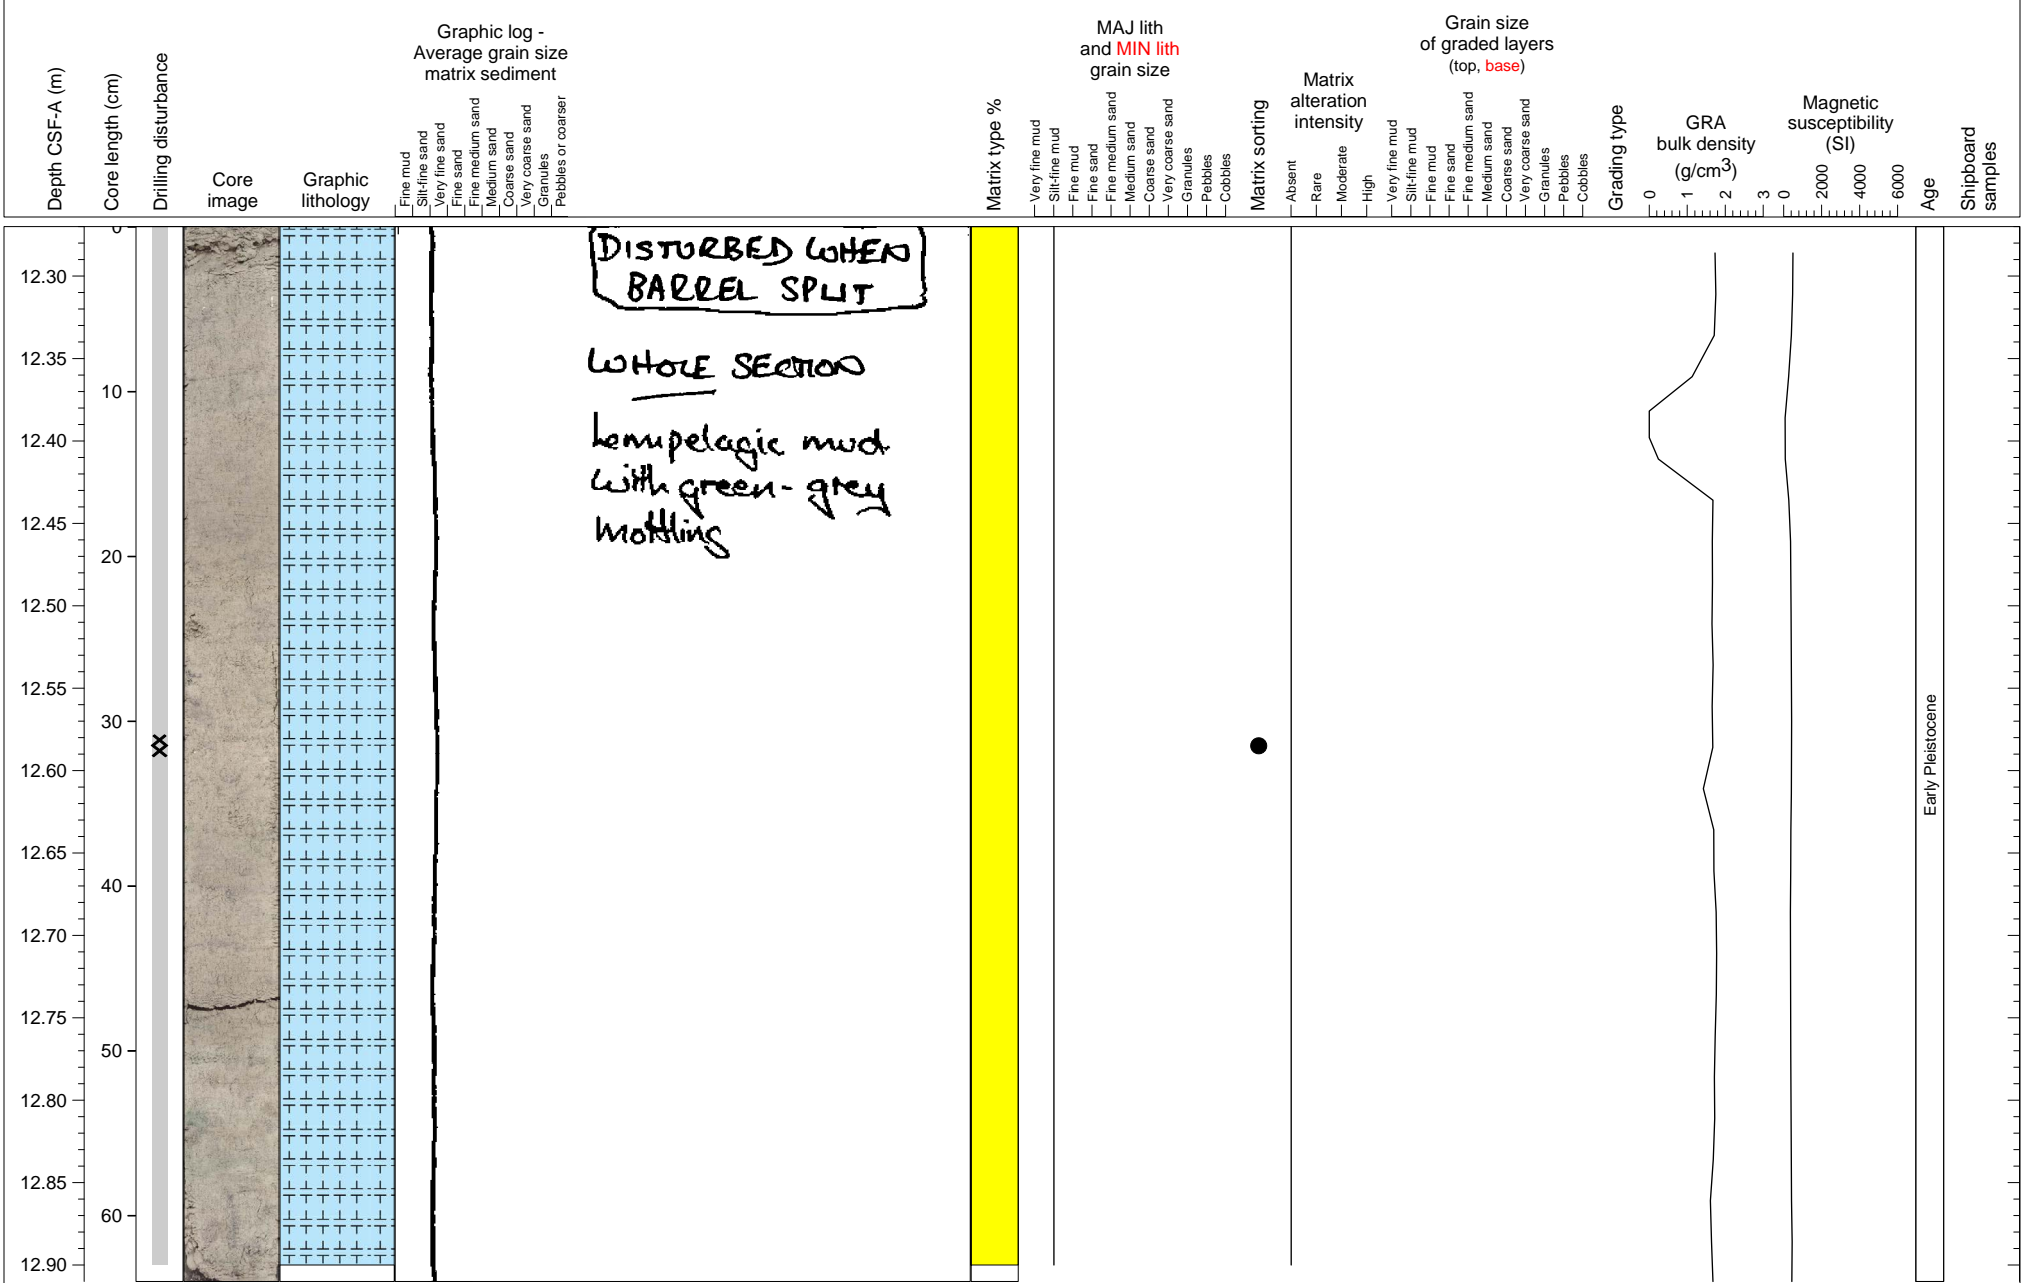 Depth CSF-A (m)
Core length (cm)
Drilling disturbance
Core
image
Graphic
lithology
Graphic log -
Average grain size
matrix sediment
Fine mud
Silt-fine sand
Very fine sand
Fine sand
Fine medium sand
Medium sand
Coarse sand
Very coarse sand
Granules
Pebbles or coarser
Matrix type %
MAJ lith
and MIN lith
grain size
Very fine mud
Silt-fine mud
Fine mud
Fine sand
Fine medium sand
Medium sand
Coarse sand
Very coarse sand
Granules
Pebbles
Cobbles
Matrix sorting
Matrix
alteration
intensity
Absent
Rare
Moderate
High
Grain size
of graded layers
(top, base)
Very fine mud
Silt-fine mud
Fine mud
Fine sand
Fine medium sand
Medium sand
Coarse sand
Very coarse sand
Granules
Pebbles
Cobbles
Grading type
GRA
bulk density
(g/cm3)
0 1 2 3
Magnetic
susceptibility
(SI)
0 2000 4000 6000
Age
Shipboard
samples
12.30
12.35
12.40
12.45
12.50
12.55
12.60
12.65
12.70
12.75
12.80
12.85
12.90
0
10
20
30
40
50
60
DISTURBED WHEN
BARREL SPLIT
WHOLE SECTION
hemipelagic mud
with green-grey
mottling
Early Pleistocene